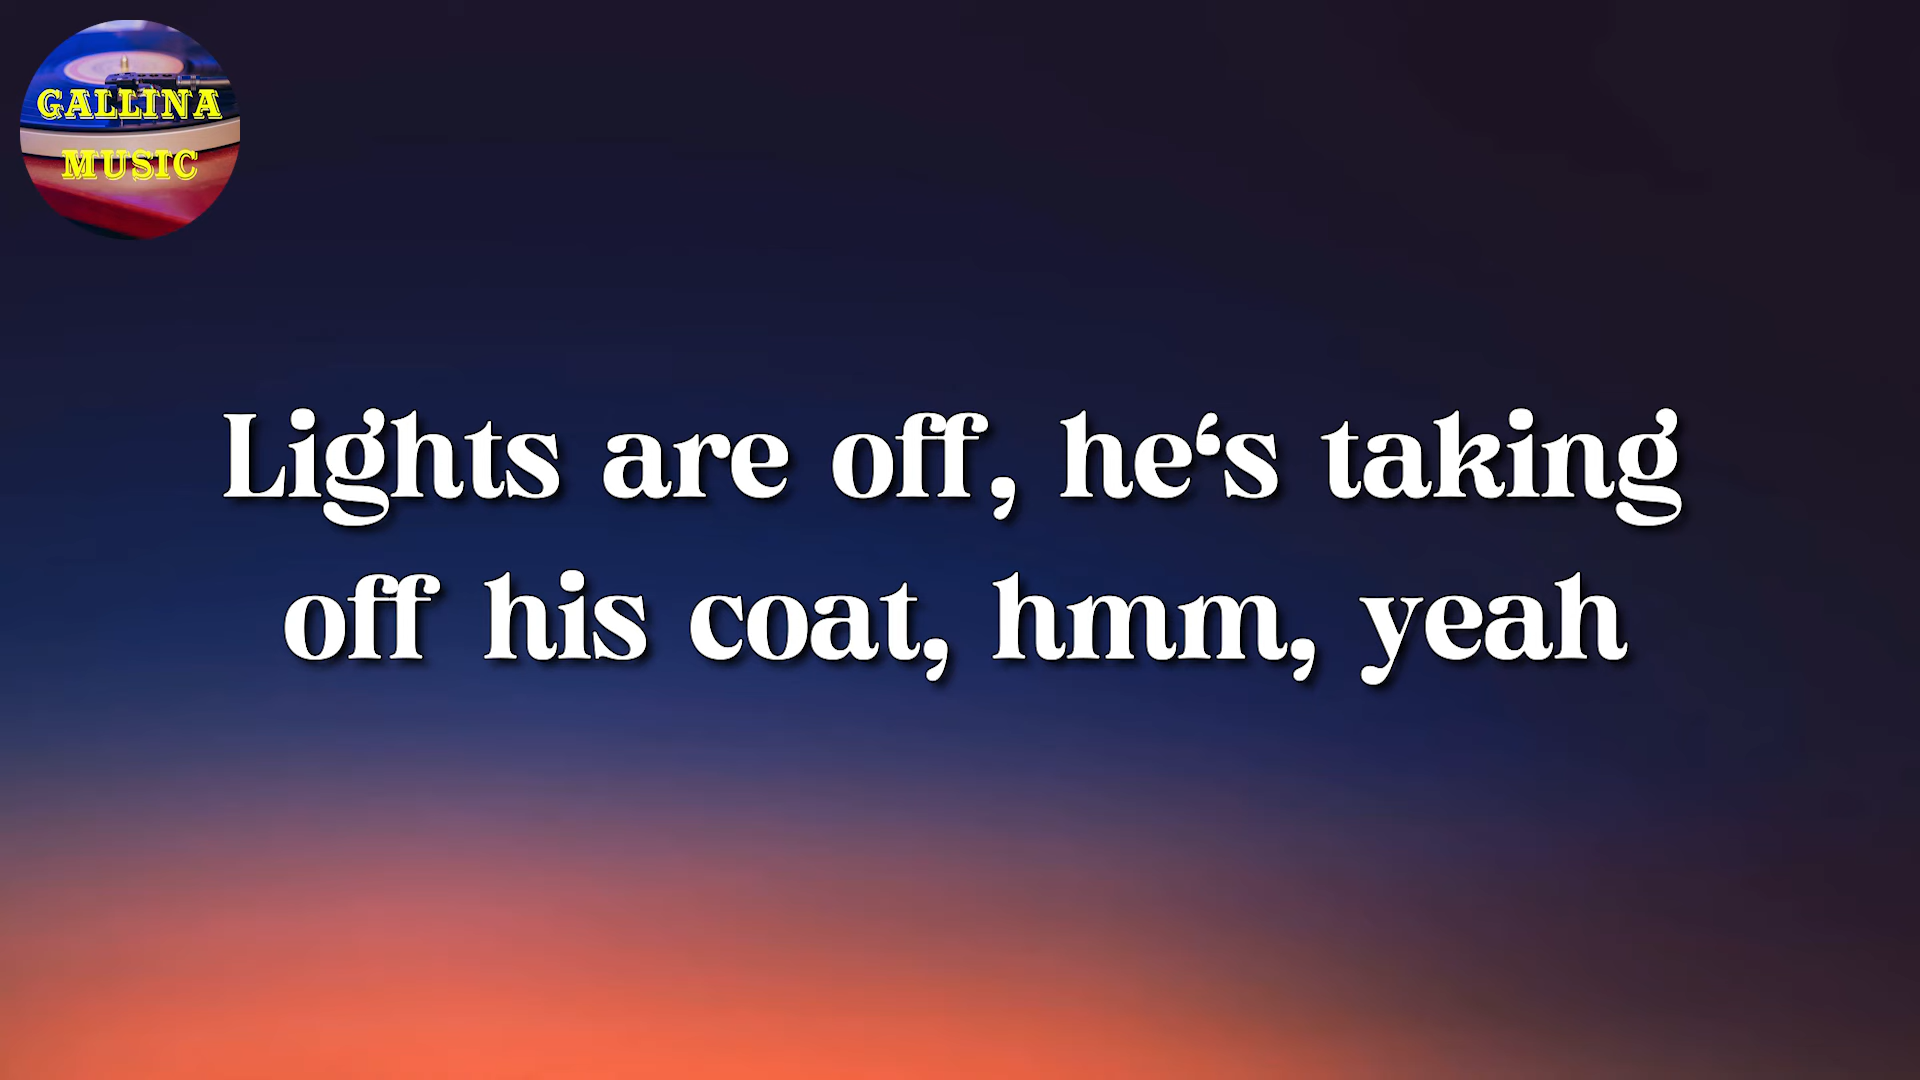 GALLINA
MUSIC
Lights are off, he‘s taking
off his coat, hmm, yeah